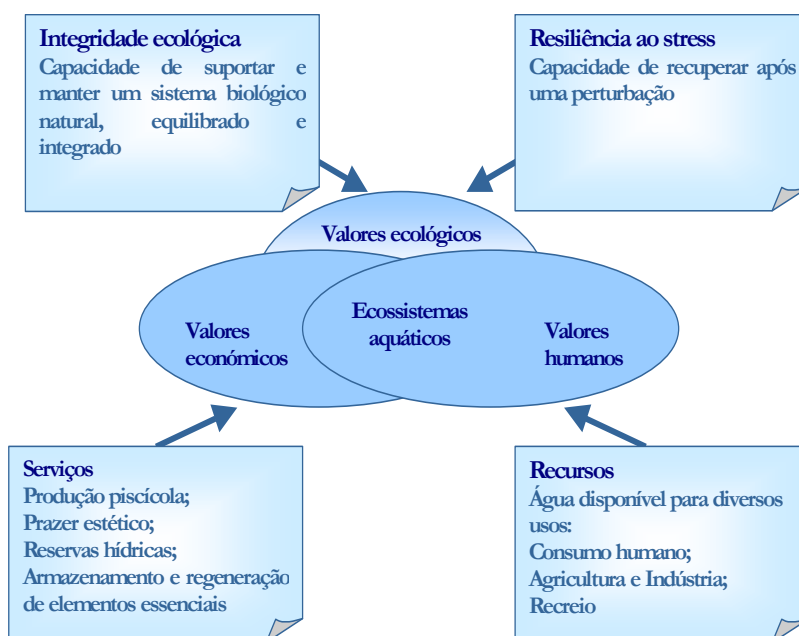 Integridade ecológica
Capacidade de suportar e
manter um sistema biológico
natural, equilibrado e
integrado
Resiliência ao stress
Capacidade de recuperar após
uma perturbação
Valores ecológicos
Ecossistemas
aquáticos
Valores
económicos
Valores
humanos
Serviços
Produção piscícola;
Prazer estético;
Reservas hídricas;
Armazenamento e regeneração
de elementos essenciais
Recursos
Água disponível para diversos
usos:
Consumo humano;
Agricultura e Indústria;
Recreio